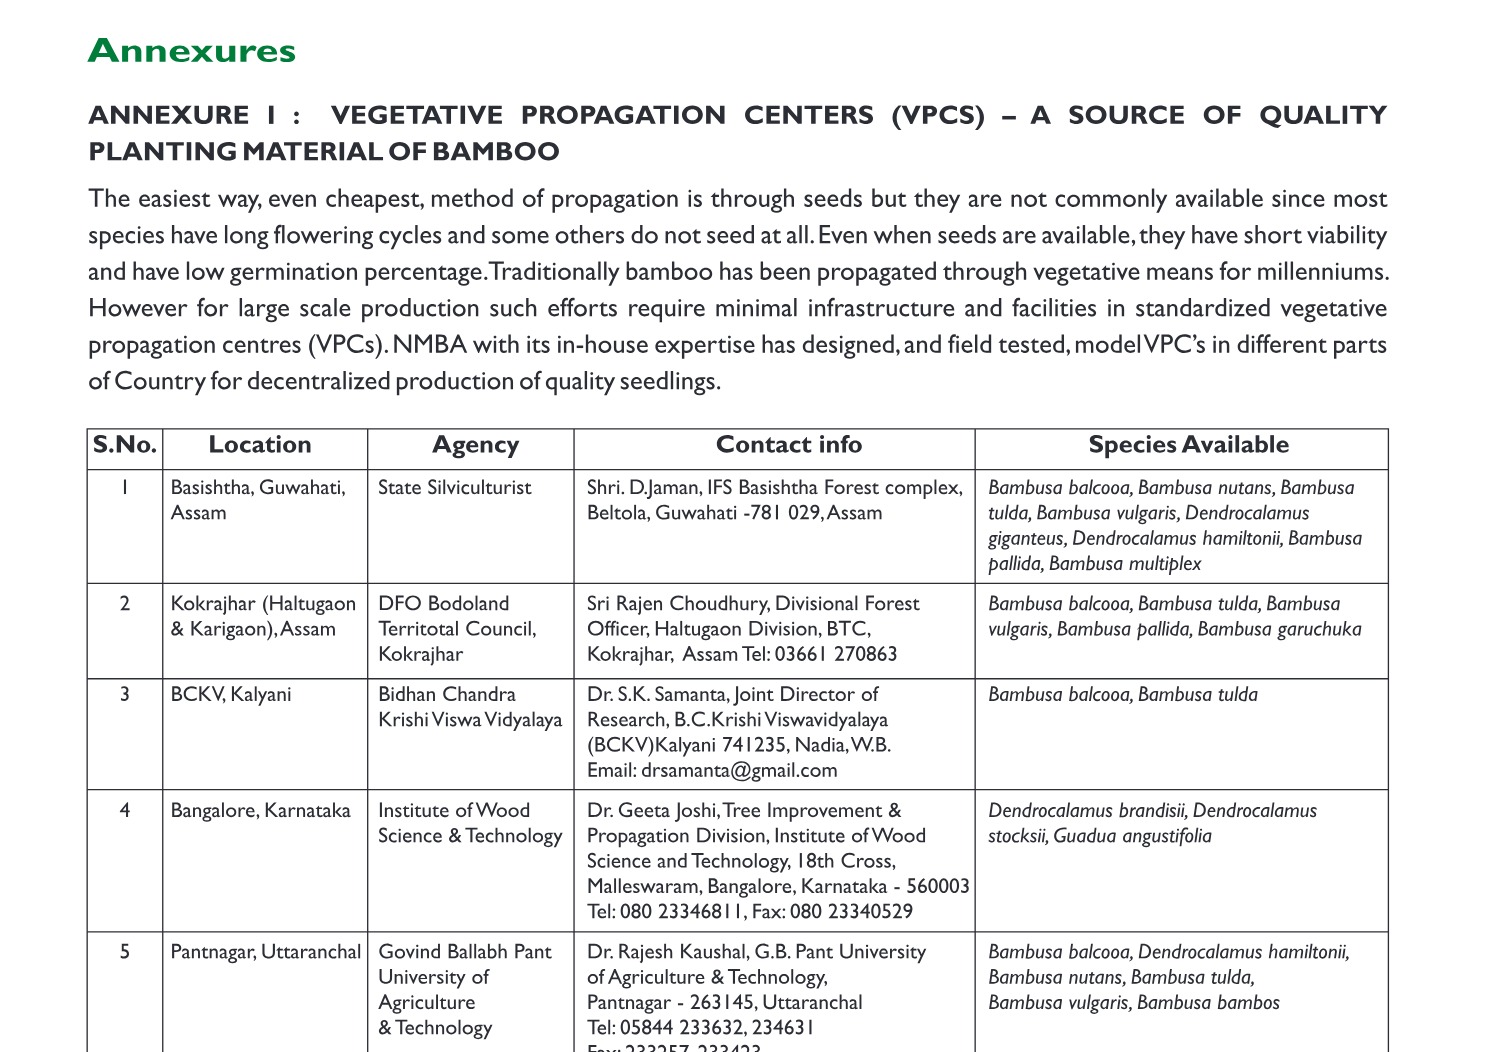 Annexures
ANNEXURE I : VEGETATIVE PROPAGATION CENTERS (VPCS) – A SOURCE OF QUALITY
PLANTING MATERIAL OF BAMBOO
The easiest way, even cheapest, method of propagation is through seeds but they are not commonly available since most
species have long flowering cycles and some others do not seed at all. Even when seeds are available, they have short viability
and have low germination percentage. Traditionally bamboo has been propagated through vegetative means for millenniums.
However for large scale production such efforts require minimal infrastructure and facilities in standardized vegetative
propagation centres (VPCs). NMBA with its in-house expertise has designed, and field tested, model VPC's in different parts
of Country for decentralized production of quality seedlings.
S.No. Location Agency Contact info Species Available
1 Basishtha, Guwahati, State Silviculturist Shri. D.Jaman, IFS Basishtha Forest complex, Bambusa balcooa, Bambusa nutans, Bambusa
Assam Beltola, Guwahati -781 029, Assam tulda, Bambusa vulgaris, Dendrocalamus
giganteus, Dendrocalamus hamiltonii, Bambusa
pallida, Bambusa multiplex
2 Kokrajhar (Haltugaon DFO Bodoland Sri Rajen Choudhury, Divisional Forest Bambusa balcooa, Bambusa tulda, Bambusa
& Karigaon), Assam Territotal Council, Officer, Haltugaon Division, BTC, vulgaris, Bambusa pallida, Bambusa garuchuka
Kokrajhar Kokrajhar, Assam Tel: 03661 270863
3 BCKV, Kalyani Bidhan Chandra Dr. S.K. Samanta, Joint Director of Bambusa balcooa, Bambusa tulda
Krishi Viswa Vidyalaya Research, B.C.Krishi Viswavidyalaya
(BCKV)Kalyani 741235, Nadia, W.B.
Email: drsamanta@gmail.com
4 Bangalore, Karnataka Institute of Wood Dr. Geeta Joshi, Tree Improvement & Dendrocalamus brandisii, Dendrocalamus
Science & Technology Propagation Division, Institute of Wood stocksii, Guadua angustifolia
Science and Technology, 18th Cross,
Malleswaram, Bangalore, Karnataka - 560003
Tel: 080 23346811, Fax: 080 23340529
5 Pantnagar, Uttaranchal Govind Ballabh Pant Dr. Rajesh Kaushal, G.B. Pant University Bambusa balcooa, Dendrocalamus hamiltonii,
University of of Agriculture & Technology, Bambusa nutans, Bambusa tulda,
Agriculture Pantnagar - 263145, Uttaranchal Bambusa vulgaris, Bambusa bambos
& Technology Tel: 05844 233632, 234631
Fax: 233257, 233423